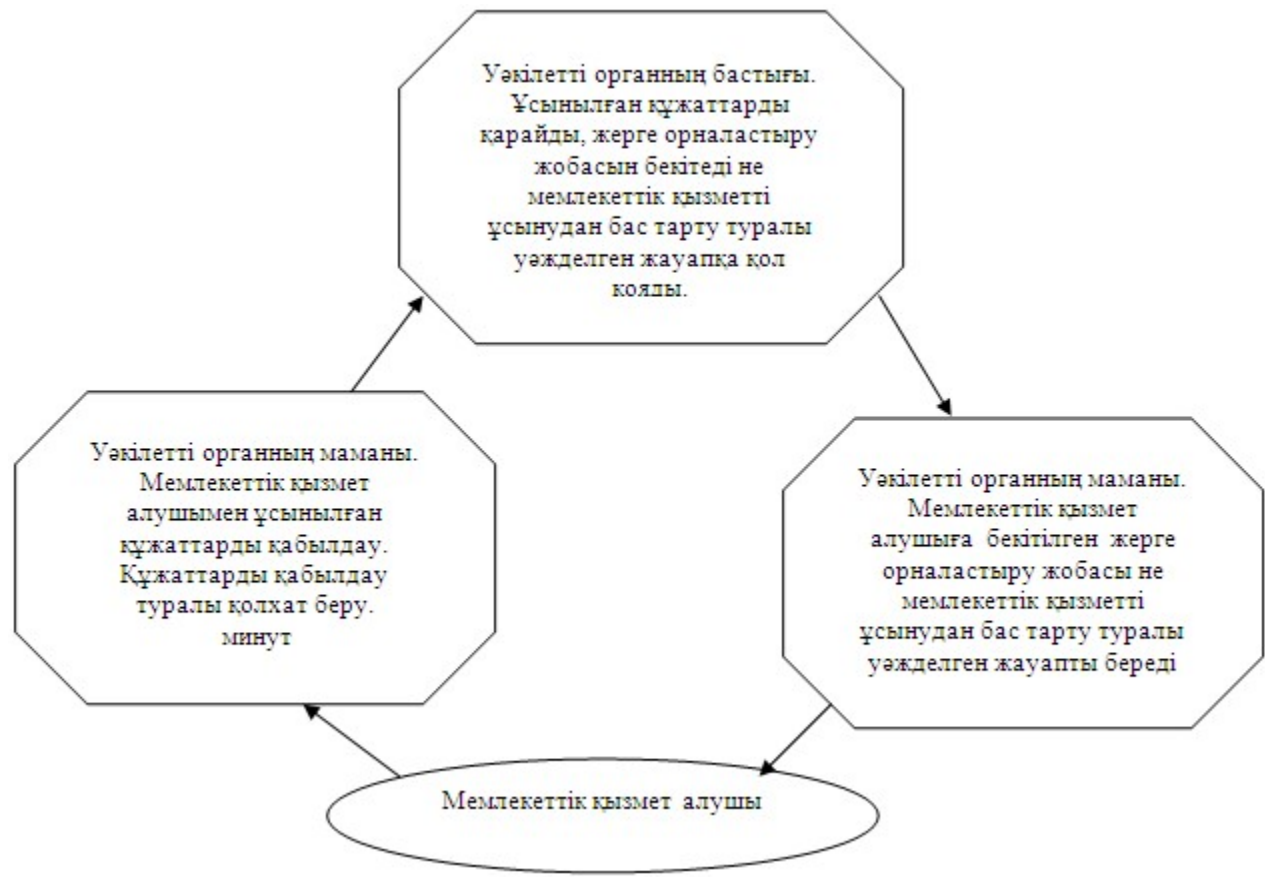 Уәкілетті органның бастығы.
Ұсынылған құжаттарды
қарайды, жерге орналастыру
жобасын бекітеді не
мемлекеттік қызметті
ұсынудан бас тарту туралы
уәжделген жауапқа қол
қояды.
Уәкілетті органның маманы.
Мемлекеттік қызмет
алушымен ұсынылған
құжаттарды қабылдау.
Құжаттарды қабылдау
туралы қолхат беру.
минут
Уәкілетті органның маманы.
Мемлекеттік қызмет
алушыға бекітілген жерге
орналастыру жобасы не
мемлекеттік қызметті
ұсынудан бас тарту туралы
уәжделген жауапты береді
Мемлекеттік қызмет алушы